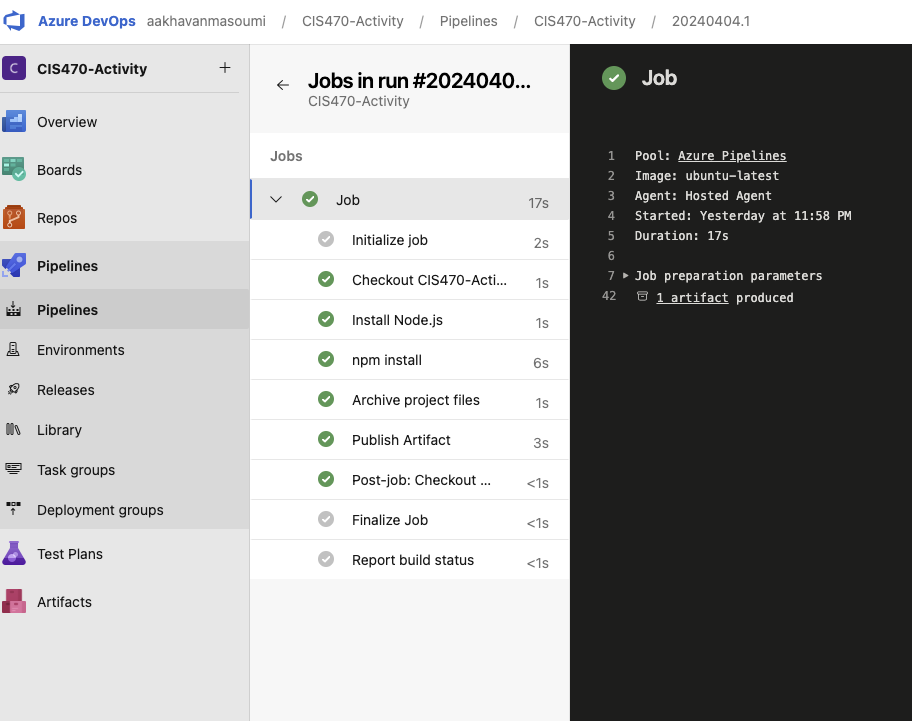 Azure DevOps aakhavanmasoumi / CIS470-Activity / Pipelines / CIS470-Activity / 20240404.1
C CIS470-Activity +
Overview
Boards
Repos
Pipelines
Pipelines
Environments
Releases
Library
Task groups
Deployment groups
Test Plans
Artifacts
Jobs in run #2024040...
CIS470-Activity
Jobs
Job 17s
Initialize job 2s
Checkout CIS470-Acti... 1s
Install Node.js 1s
npm install 6s
Archive project files 1s
Publish Artifact 3s
Post-job: Checkout ... <1s
Finalize Job <1s
Report build status <1s
Job
1 Pool: Azure Pipelines
2 Image: ubuntu-latest
3 Agent: Hosted Agent
4 Started: Yesterday at 11:58 PM
5 Duration: 17s
6
7 Job preparation parameters
42 1 artifact produced